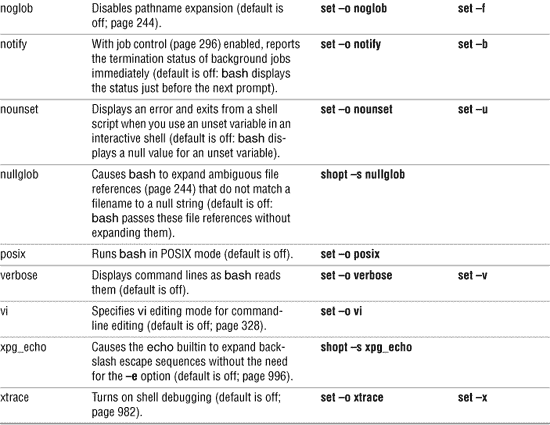 noglob Disables pathname expansion (default is set –o noglob set –f
off; page 244).
notify With job control (page 296) enabled, reports set –o notify set –b
the termination status of background jobs
immediately (default is off: bash displays
the status just before the next prompt).
nounset Displays an error and exits from a shell set –o nounset set –u
script when you use an unset variable in an
interactive shell (default is off: bash dis-
plays a null value for an unset variable).
nullglob Causes bash to expand ambiguous file shopt –s nullglob
references (page 244) that do not match a
filename to a null string (default is off:
bash passes these file references without
expanding them).
posix Runs bash in POSIX mode (default is off). set –o posix
verbose Displays command lines as bash reads set –o verbose set –v
them (default is off).
vi Specifies vi editing mode for command- set –o vi
line editing (default is off; page 328).
xpg_echo Causes the echo builtin to expand back- shopt –s xpg_echo
slash escape sequences without the need
for the –e option (default is off; page 996).
xtrace Turns on shell debugging (default is off; set –o xtrace set –x
page 982).